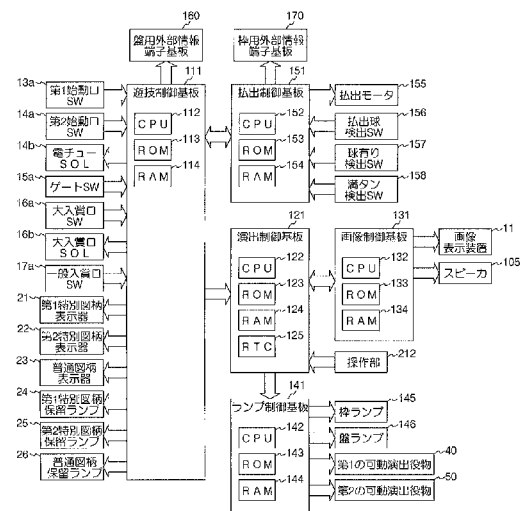 160
盤用外部情報
端子基板
170
枠用外部情報
端子基板
13a
第1始動口
SW
14a
第2始動口
SW
14b
電チュー
SOL
15a
ゲートSW
16a
大入賞口
SW
16b
大入賞口
SOL
17a
一般入賞口
SW
21
第1特別図柄
表示器
22
第2特別図柄
表示器
23
普通図柄
表示器
24
第1特別図柄
保留ランプ
25
第2特別図柄
保留ランプ
26
普通図柄
保留ランプ
111
遊技制御基板
112
CPU
113
ROM
114
RAM
151
払出制御基板
152
CPU
153
ROM
154
RAM
155
払出モータ
156
払出球
検出SW
157
球有り
検出SW
158
満タン
検出SW
121
演出制御基板
122
CPU
123
ROM
124
RAM
125
RTC
131
画像制御基板
132
CPU
133
ROM
134
RAM
11
画像
表示装置
106
スピーカ
212
操作部
141
ランプ制御基板
142
CPU
143
ROM
144
RAM
145
枠ランプ
146
盤ランプ
40
第1の可動演出役物
50
第2の可動演出役物